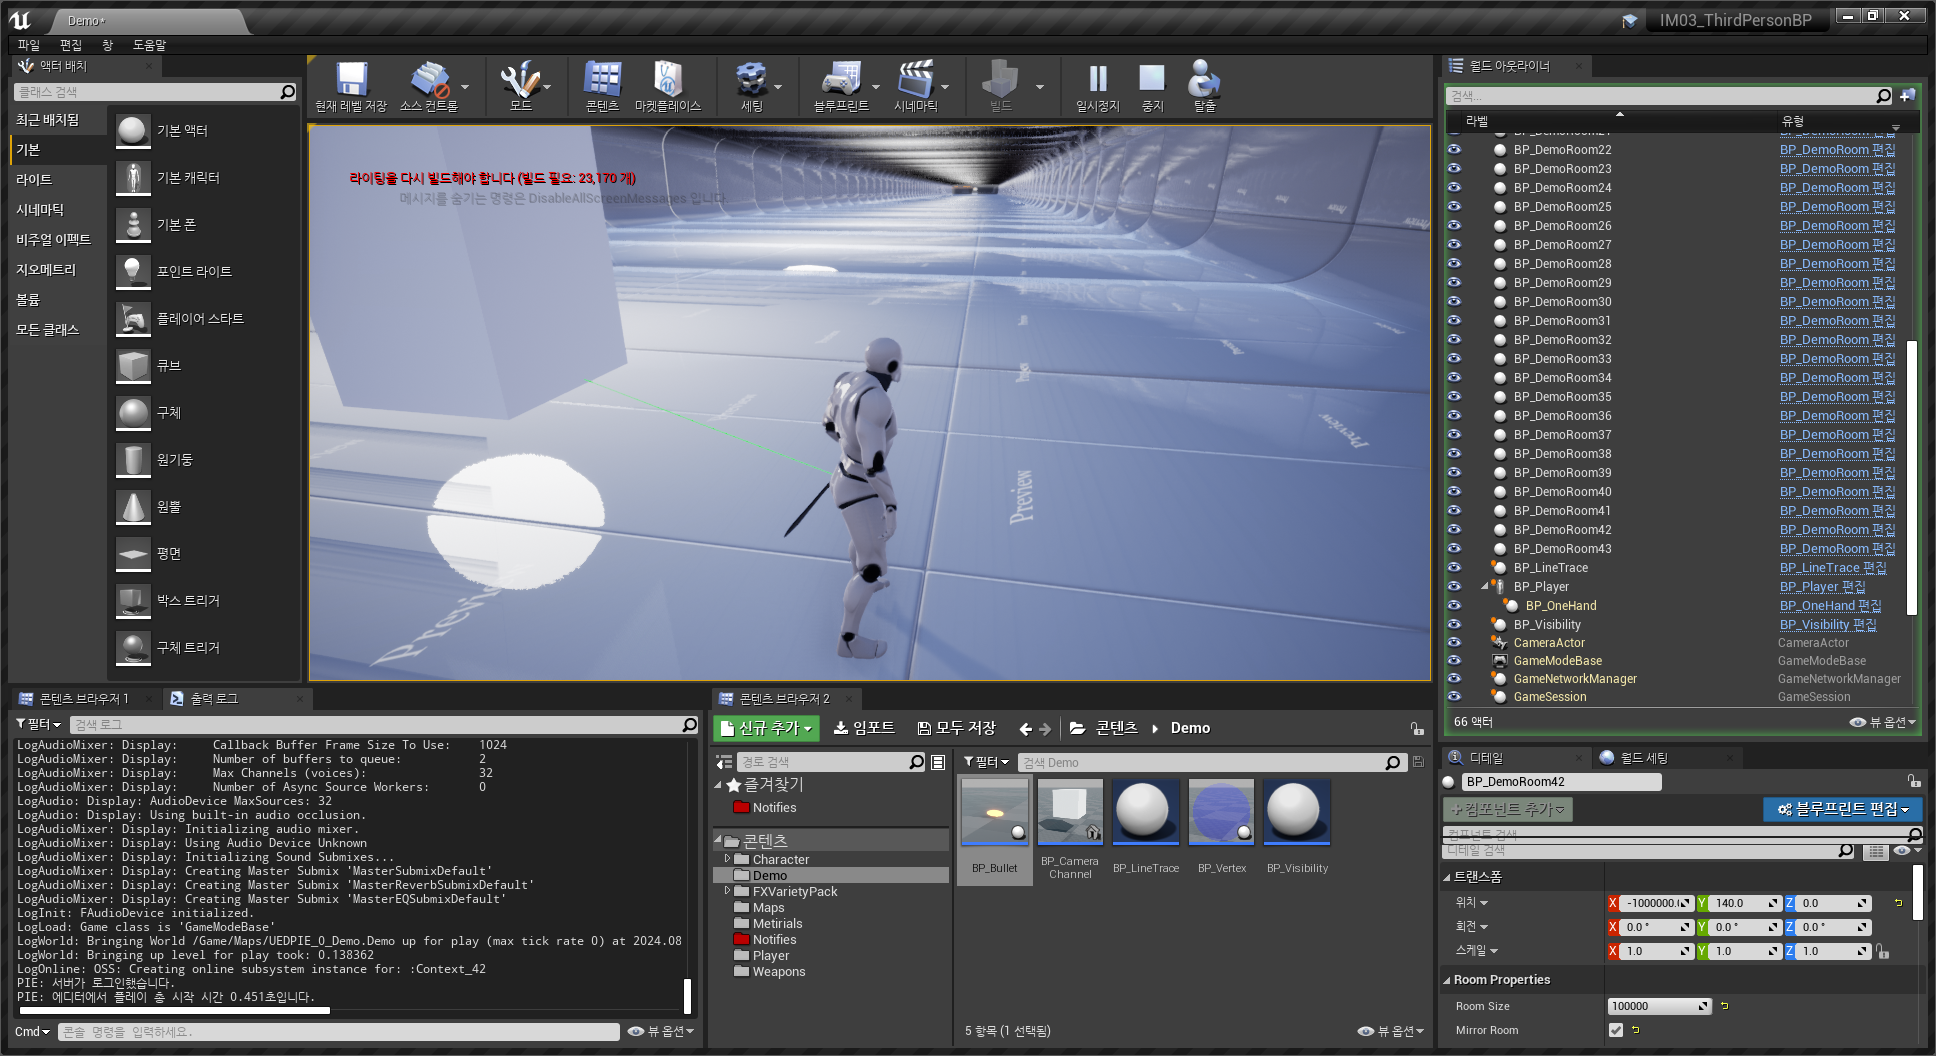 Demo*
IM03_ThirdPersonBP
파일 편집 창 도움말
액터 배치
클래스 검색
최근 배치됨
기본
라이트
시네마틱
비주얼 이펙트
지오메트리
볼륨
모든 클래스
기본 액터
기본 캐릭터
기본 폰
포인트 라이트
플레이어 스타트
큐브
구체
원기둥
원뿔
평면
박스 트리거
구체 트리거
현재 레벨 저장 소스 컨트롤 모드 콘텐츠 마켓플레이스 세팅 블루프린트 시네마틱 빌드 일시정지 중지 탈출
라이팅을 다시 빌드해야 합니다 (빌드 필요: 23,170 개)
메시지를 숨기는 명령은 DisableAllScreenMessages 입니다.
Preview
Preview
월드 아웃라이너
검색...
라벨 유형
BP_DemoRoom21 BP_DemoRoom 편집
BP_DemoRoom22 BP_DemoRoom 편집
BP_DemoRoom23 BP_DemoRoom 편집
BP_DemoRoom24 BP_DemoRoom 편집
BP_DemoRoom25 BP_DemoRoom 편집
BP_DemoRoom26 BP_DemoRoom 편집
BP_DemoRoom27 BP_DemoRoom 편집
BP_DemoRoom28 BP_DemoRoom 편집
BP_DemoRoom29 BP_DemoRoom 편집
BP_DemoRoom30 BP_DemoRoom 편집
BP_DemoRoom31 BP_DemoRoom 편집
BP_DemoRoom32 BP_DemoRoom 편집
BP_DemoRoom33 BP_DemoRoom 편집
BP_DemoRoom34 BP_DemoRoom 편집
BP_DemoRoom35 BP_DemoRoom 편집
BP_DemoRoom36 BP_DemoRoom 편집
BP_DemoRoom37 BP_DemoRoom 편집
BP_DemoRoom38 BP_DemoRoom 편집
BP_DemoRoom39 BP_DemoRoom 편집
BP_DemoRoom40 BP_DemoRoom 편집
BP_DemoRoom41 BP_DemoRoom 편집
BP_DemoRoom42 BP_DemoRoom 편집
BP_DemoRoom43 BP_DemoRoom 편집
BP_LineTrace BP_LineTrace 편집
BP_Player BP_Player 편집
BP_OneHand BP_OneHand 편집
BP_Visibility BP_Visibility 편집
CameraActor CameraActor
GameModeBase GameModeBase
GameNetworkManager GameNetworkManager
GameSession GameSession
66 액터 뷰 옵션
콘텐츠 브라우저 1 출력 로그
필터 검색 로그
LogAudioMixer: Display: Callback Buffer Frame Size To Use: 1024
LogAudioMixer: Display: Number of buffers to queue: 2
LogAudioMixer: Display: Max Channels (voices): 32
LogAudioMixer: Display: Number of Async Source Workers: 0
LogAudio: Display: AudioDevice MaxSources: 32
LogAudio: Display: Using built-in audio occlusion.
LogAudioMixer: Display: Initializing audio mixer.
LogAudioMixer: Display: Using Audio Device Unknown
LogAudioMixer: Display: Initializing Sound Submixes...
LogAudioMixer: Display: Creating Master Submix 'MasterSubmixDefault'
LogAudioMixer: Display: Creating Master Submix 'MasterReverbSubmixDefault'
LogAudioMixer: Display: Creating Master Submix 'MasterEQSubmixDefault'
LogInit: FAudioDevice initialized.
LogLoad: Game class is 'GameModeBase'
LogWorld: Bringing World /Game/Maps/UEDPIE_0_Demo.Demo up for play (max tick rate 0) at 2024.08
LogWorld: Bringing up level for play took: 0.138362
LogOnline: OSS: Creating online subsystem instance for: :Context_42
PIE: 서버가 로그인했습니다.
PIE: 에디터에서 플레이 총 시작 시간 0.451초입니다.
Cmd 콘솔 명령을 입력하세요. 뷰 옵션
콘텐츠 브라우저 2
신규 추가 임포트 모두 저장 콘텐츠 Demo
경로 검색
즐겨찾기
Notifies
콘텐츠
Character
Demo
FXVarietyPack
Maps
Metirials
Notifies
Player
Weapons
필터 검색 Demo
BP_Bullet
BP_Camera
Channel
BP_LineTrace
BP_Vertex
BP_Visibility
5 항목 (1 선택됨) 뷰 옵션
디테일 월드 세팅
BP_DemoRoom42
+컴포넌트 추가 블루프린트 편집
컴포넌트 검색
디테일 검색
트랜스폼
위치 X -1000000.( Y 140.0 Z 0.0
회전 X 0.0 ° Y 0.0 ° Z 0.0 °
스케일 X 1.0 Y 1.0 Z 1.0
Room Properties
Room Size 100000
Mirror Room